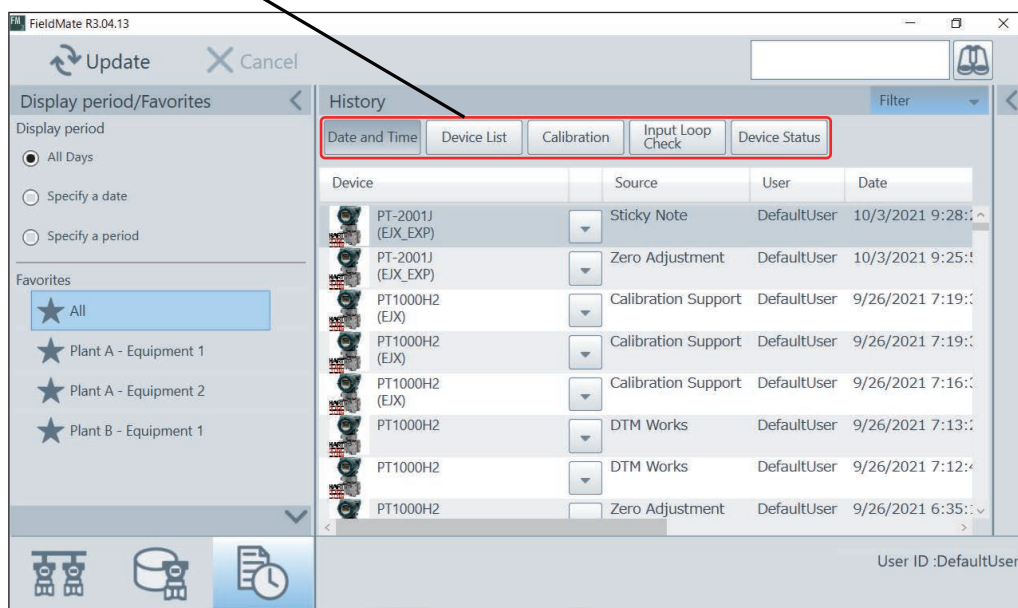 FM
FieldMate R3.04.13
Update
Cancel
Display period/Favorites
Display period
All Days
Specify a date
Specify a period
Favorites
All
Plant A - Equipment 1
Plant A - Equipment 2
Plant B - Equipment 1
History
Filter
Date and Time
Device List
Calibration
Input Loop
Check
Device Status
Device Source User Date
PT-2001J Sticky Note DefaultUser 10/3/2021 9:28:
(EJX_EXP)
PT-2001J Zero Adjustment DefaultUser 10/3/2021 9:25:
(EJX_EXP)
PT1000H2 Calibration Support DefaultUser 9/26/2021 7:19:
(EJX)
PT1000H2 Calibration Support DefaultUser 9/26/2021 7:19:
(EJX)
PT1000H2 Calibration Support DefaultUser 9/26/2021 7:16:
(EJX)
PT1000H2 DTM Works DefaultUser 9/26/2021 7:13:
PT1000H2 DTM Works DefaultUser 9/26/2021 7:12:
PT1000H2 Zero Adjustment DefaultUser 9/26/2021 6:35:
User ID :DefaultUser